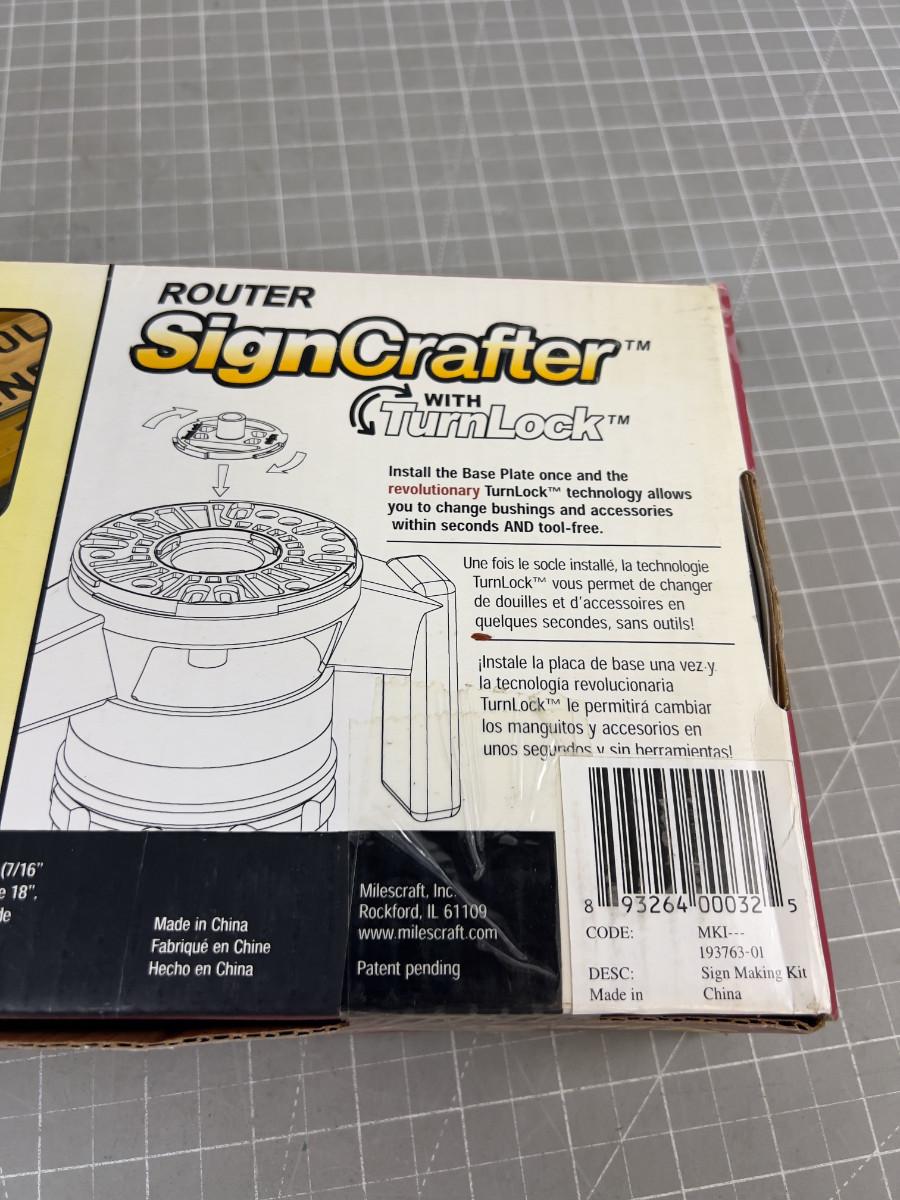 ROUTER
SignCrafter™
WITH
TurnLock™
Install the Base Plate once and the
revolutionary TurnLock™ technology allows
you to change bushings and accessories
within seconds AND tool-free.
Une fois le socle installé, la technologie
TurnLock™ vous permet de changer
de douilles et d'accessoires en
quelques secondes, sans outils!
¡Instale la placa de base una vez y
la tecnología revolucionaria
TurnLock™ le permitirá cambiar
los manguitos y accesorios en
unos segundos y sin herramientas!
(7/16"
e 18",
de
Made in China
Fabriqué en Chine
Hecho en China
Milescraft, Inc.
Rockford, IL 61109
www.milescraft.com
Patent pending
8 93264 00032 5
CODE: MKI---
193763-01
DESC: Sign Making Kit
Made in China